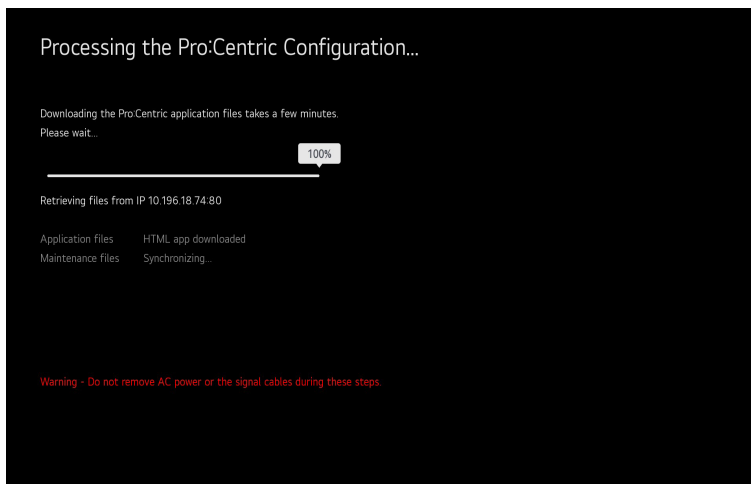 Processing the Pro:Centric Configuration...
Downloading the Pro:Centric application files takes a few minutes.
Please wait...
100%
Retrieving files from IP 10.196.18.74:80
Application files HTML app downloaded
Maintenance files Synchronizing...
Warning - Do not remove AC power or the signal cables during these steps.